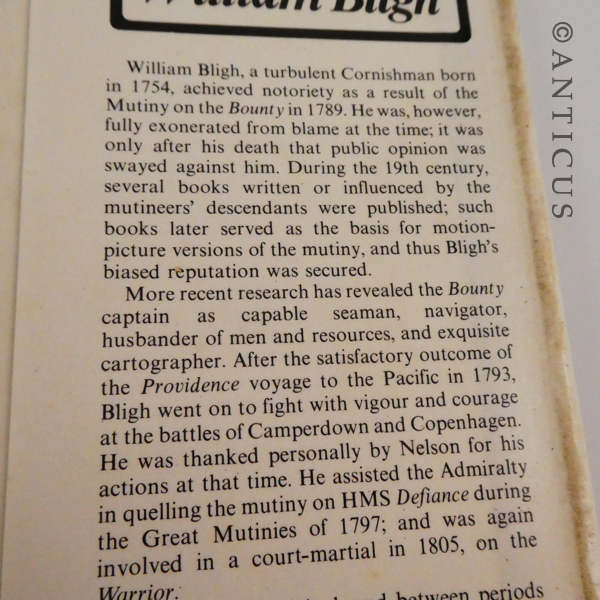 William Bligh
William Bligh, a turbulent Cornishman born
in 1754, achieved notoriety as a result of the
Mutiny on the Bounty in 1789. He was, however,
fully exonerated from blame at the time; it was
only after his death that public opinion was
swayed against him. During the 19th century,
several books written or influenced by the
mutineers' descendants were published; such
books later served as the basis for motion-
picture versions of the mutiny, and thus Bligh's
biased reputation was secured.
More recent research has revealed the Bounty
captain as capable seaman, navigator,
husbander of men and resources, and exquisite
cartographer. After the satisfactory outcome of
the Providence voyage to the Pacific in 1793,
Bligh went on to fight with vigour and courage
at the battles of Camperdown and Copenhagen.
He was thanked personally by Nelson for his
actions at that time. He assisted the Admiralty
in quelling the mutiny on HMS Defiance during
the Great Mutinies of 1797; and was again
involved in a court-martial in 1805, on the
Warrior.
between periods
©ANTICUS